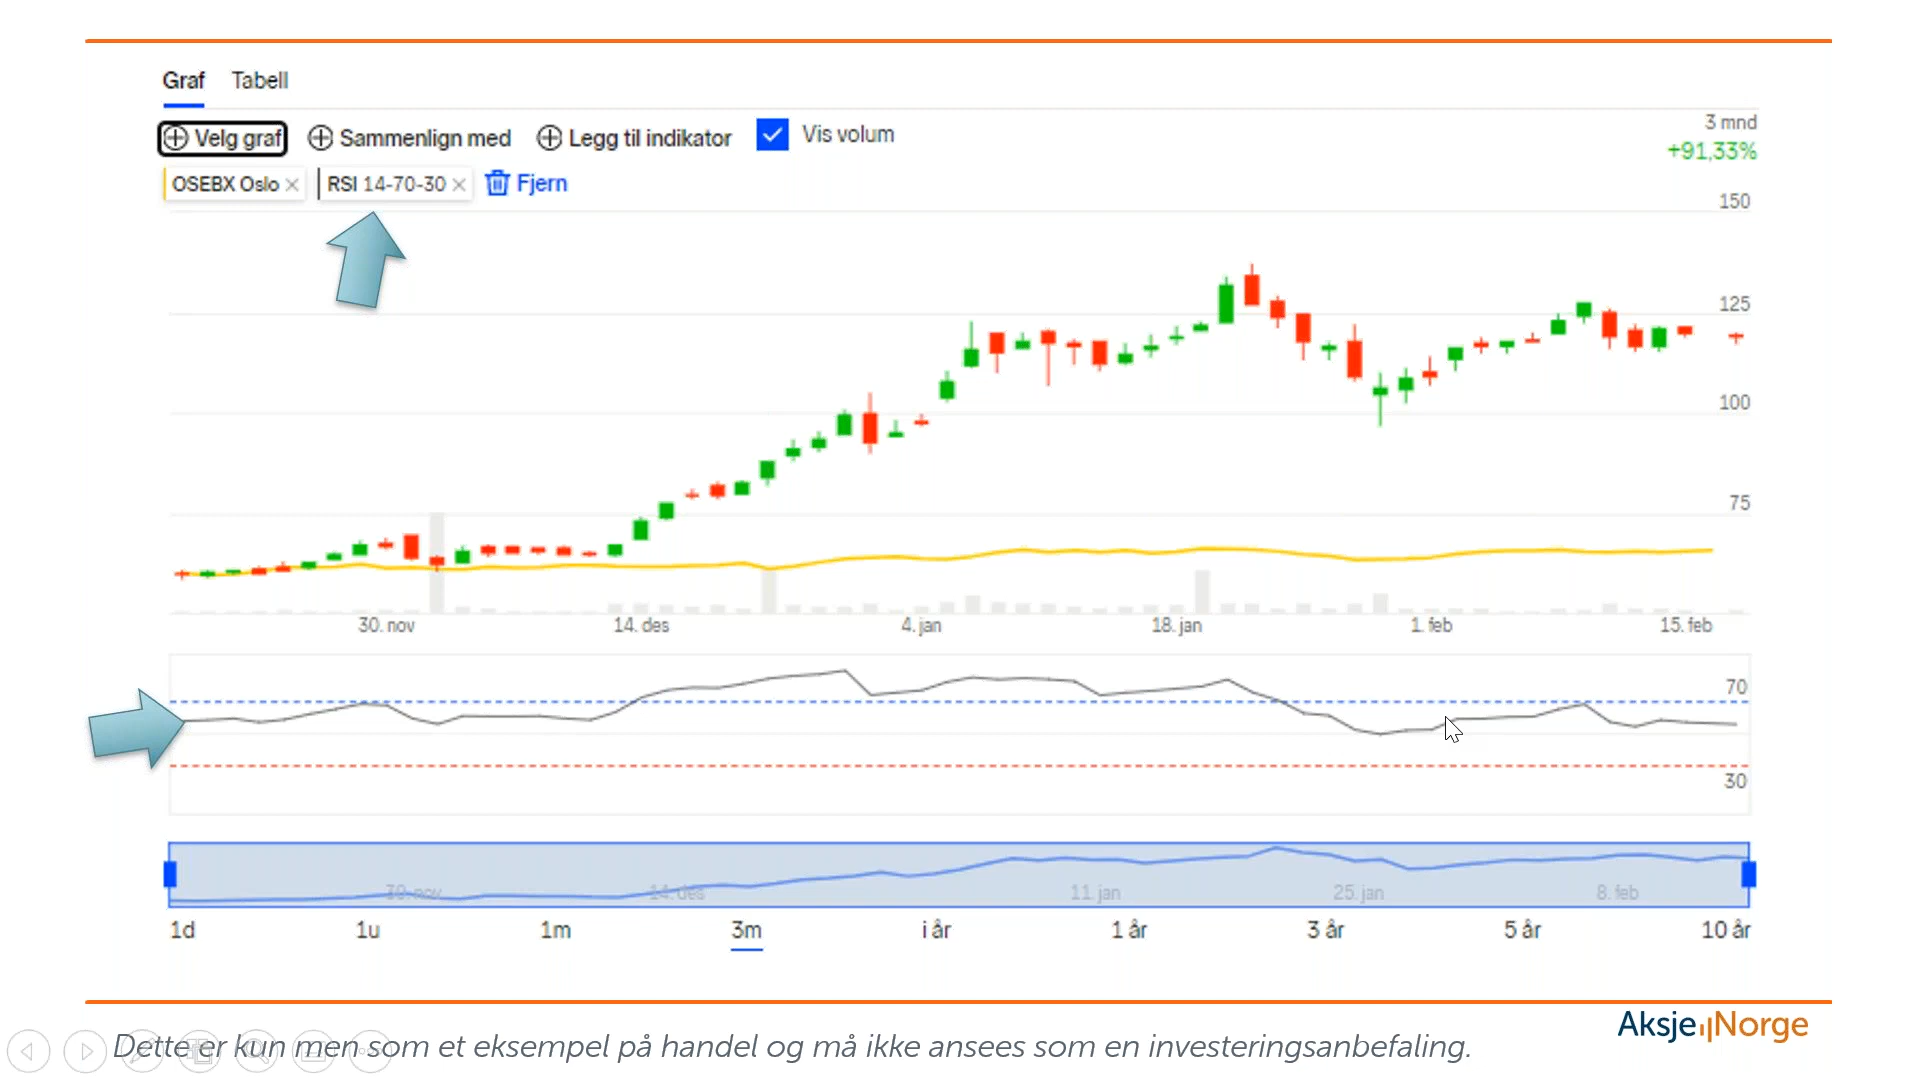 Graf Tabell
Velg graf Sammenlign med Legg til indikator Vis volum
3 mnd
+91,33%
OSEBX Oslo × RSI 14-70-30 × Fjern
150
125
100
75
30. nov 14. des 4. jan 18. jan 1. feb 15. feb
70
30
30. nov 14. des 11. jan 25. jan 8. feb
1d 1u 1m 3m i år 1 år 3 år 5 år 10 år
AksjeNorge
Dette er kun men som et eksempel på handel og må ikke ansees som en investeringsanbefaling.